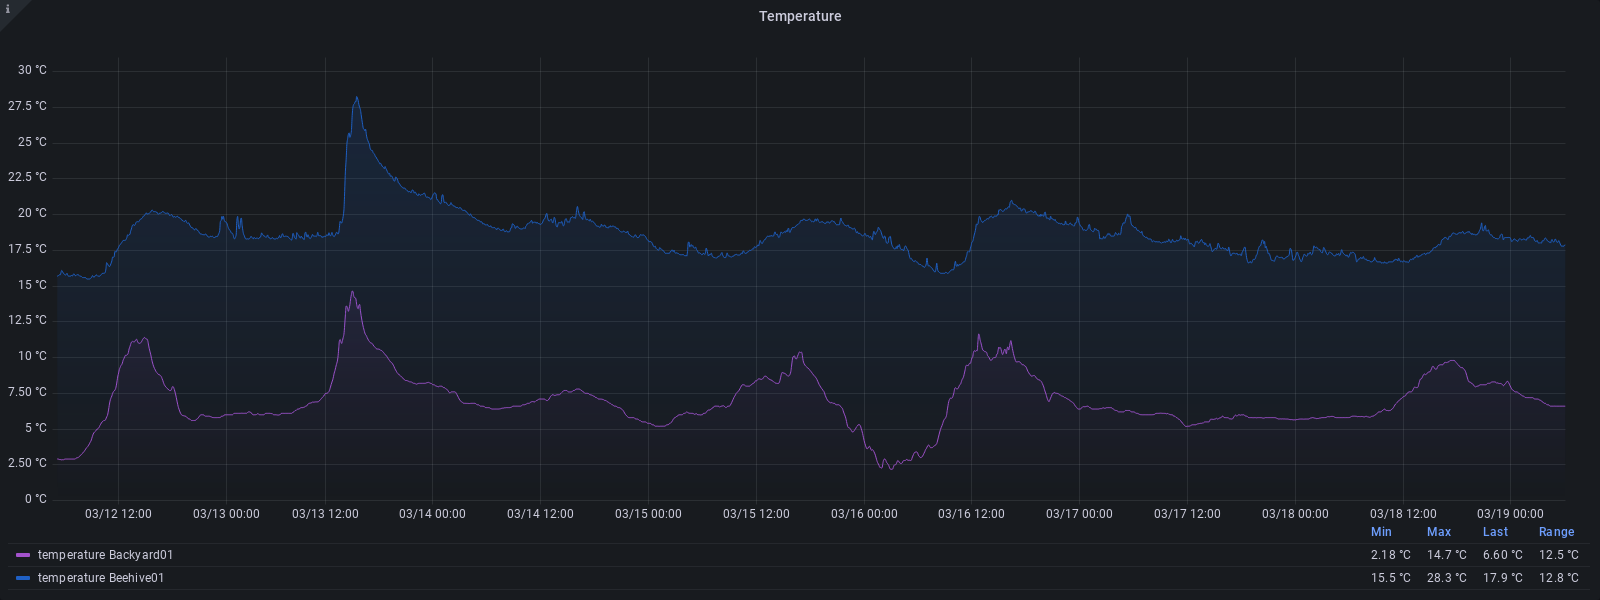 i
Temperature
30 °C
27.5 °C
25 °C
22.5 °C
20 °C
17.5 °C
15 °C
12.5 °C
10 °C
7.50 °C
5 °C
2.50 °C
0 °C
03/12 12:00 03/13 00:00 03/13 12:00 03/14 00:00 03/14 12:00 03/15 00:00 03/15 12:00 03/16 00:00 03/16 12:00 03/17 00:00 03/17 12:00 03/18 00:00 03/18 12:00 03/19 00:00
Min Max Last Range
temperature Backyard01 2.18 °C 14.7 °C 6.60 °C 12.5 °C
temperature Beehive01 15.5 °C 28.3 °C 17.9 °C 12.8 °C